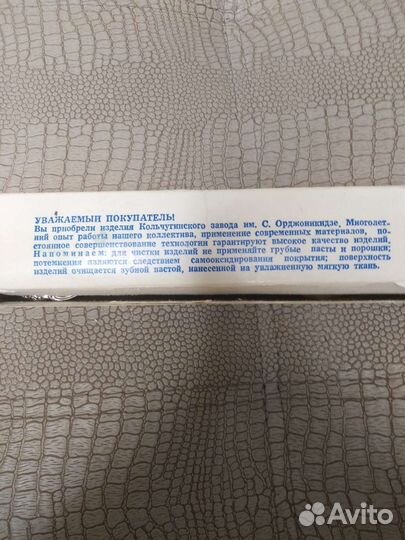 УВАЖАЕМЫЙ ПОКУПАТЕЛЬ!
Вы приобрели изделия Кольчугинского завода им. С. Орджоникидзе, Многолет-
ний опыт работы нашего коллектива, применение современных материалов, по-
стоянное совершенствование технологии гарантируют высокое качество изделий.
Напоминаем: для чистки изделий не применяйте грубые пасты и порошки;
потемнения являются следствием самооксидирования покрытия; поверхность
изделий очищается зубной пастой, нанесенной на увлажненную мягкую ткань.
Avito